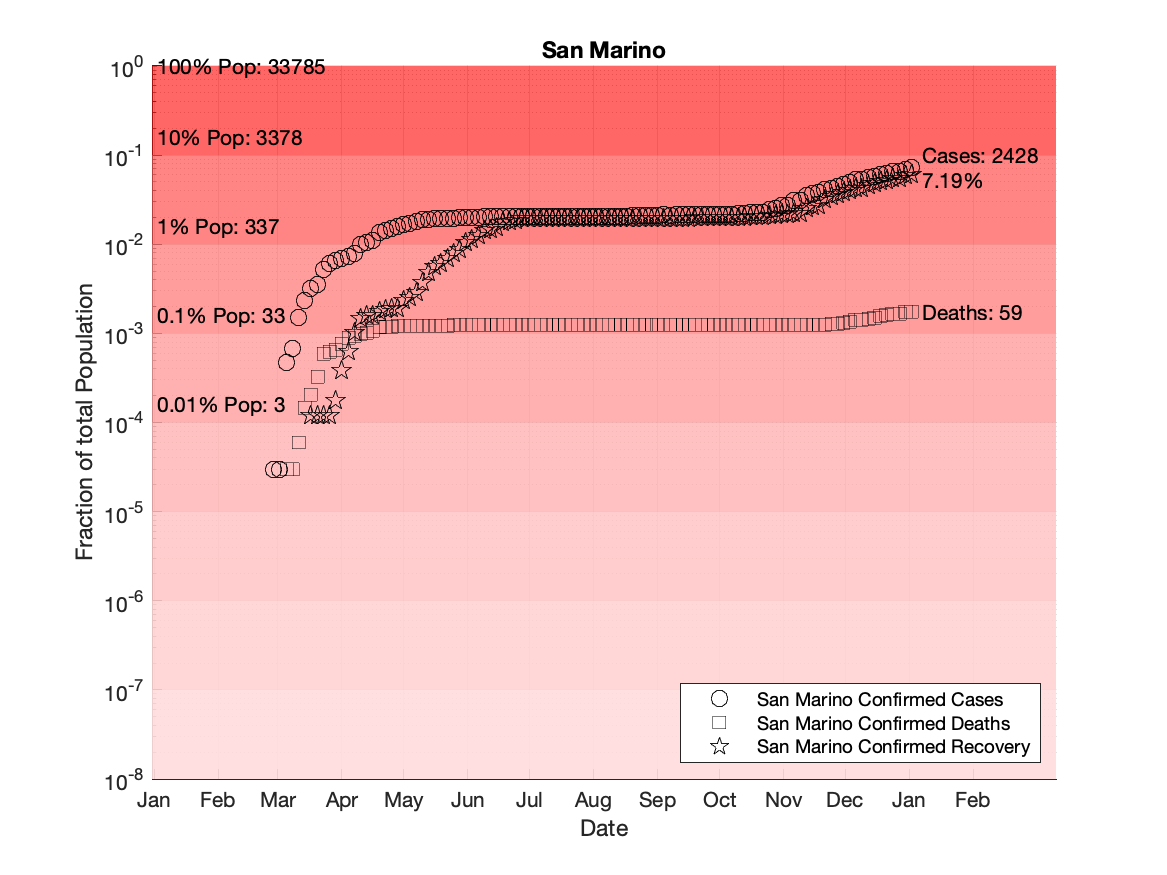 San Marino
10^0
100% Pop: 33785
10% Pop: 3378
10^-1
Cases: 2428
7.19%
1% Pop: 337
10^-2
0.1% Pop: 33
Deaths: 59
10^-3
0.01% Pop: 3
10^-4
10^-5
10^-6
10^-7
10^-8
Fraction of total Population
San Marino Confirmed Cases
San Marino Confirmed Deaths
San Marino Confirmed Recovery
Jan Feb Mar Apr May Jun Jul Aug Sep Oct Nov Dec Jan Feb
Date